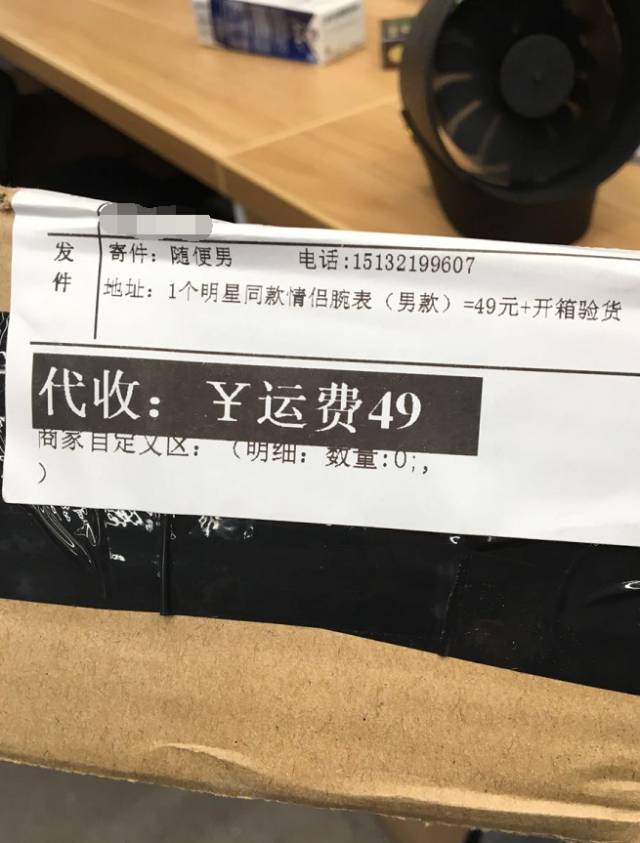 发件
寄件：随便男 电话:15132199607
地址：1个明星同款情侣腕表（男款）=49元+开箱验货
代收：￥运费49
商家自定义区：（明细：数量:0;,
）